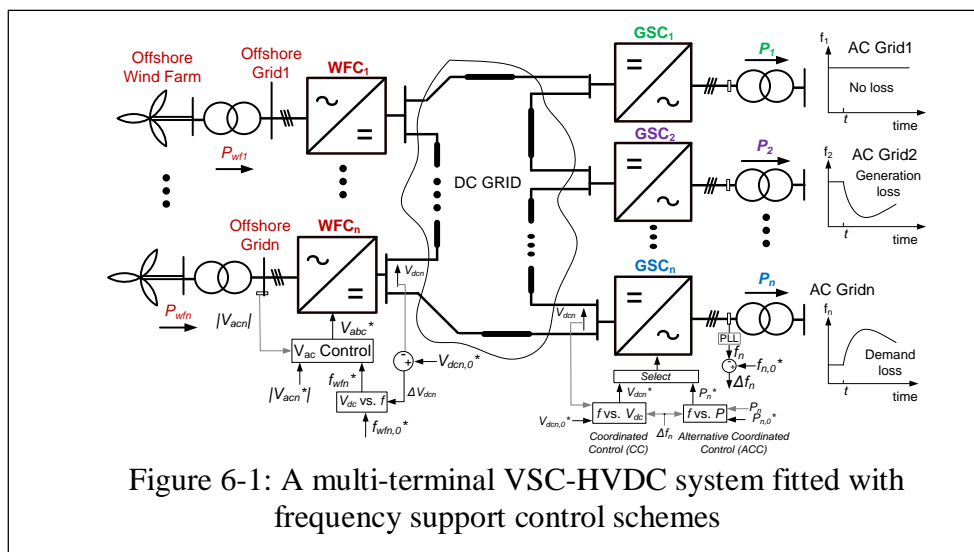 Offshore
Wind Farm
Offshore
Grid1
WFC1
Pwf1
DC GRID
GSC1
P1
f1
AC Grid1
No loss
t
time
GSC2
P2
f2
AC Grid2
Generation
loss
t
time
Offshore
Gridn
WFCn
Pwfn
|Vacn|
Vabc*
Vac Control
|Vacn*|
fwfn*
Vdc vs. f
fwfn,0*
Vdcn
+
-
Vdcn,0*
ΔVdcn
GSCn
Pn
Vdcn
PLL
fn
+
-
fn,0*
Δfn
AC Gridn
fn
Demand
loss
t
time
Select
Vdcn*
Pn*
f vs. Vdc
f vs. P
Vdcn,0*
Δfn
Pn
Pn,0*
Coordinated
Control (CC)
Alternative Coordinated
Control (ACC)
Figure 6-1: A multi-terminal VSC-HVDC system fitted with
frequency support control schemes